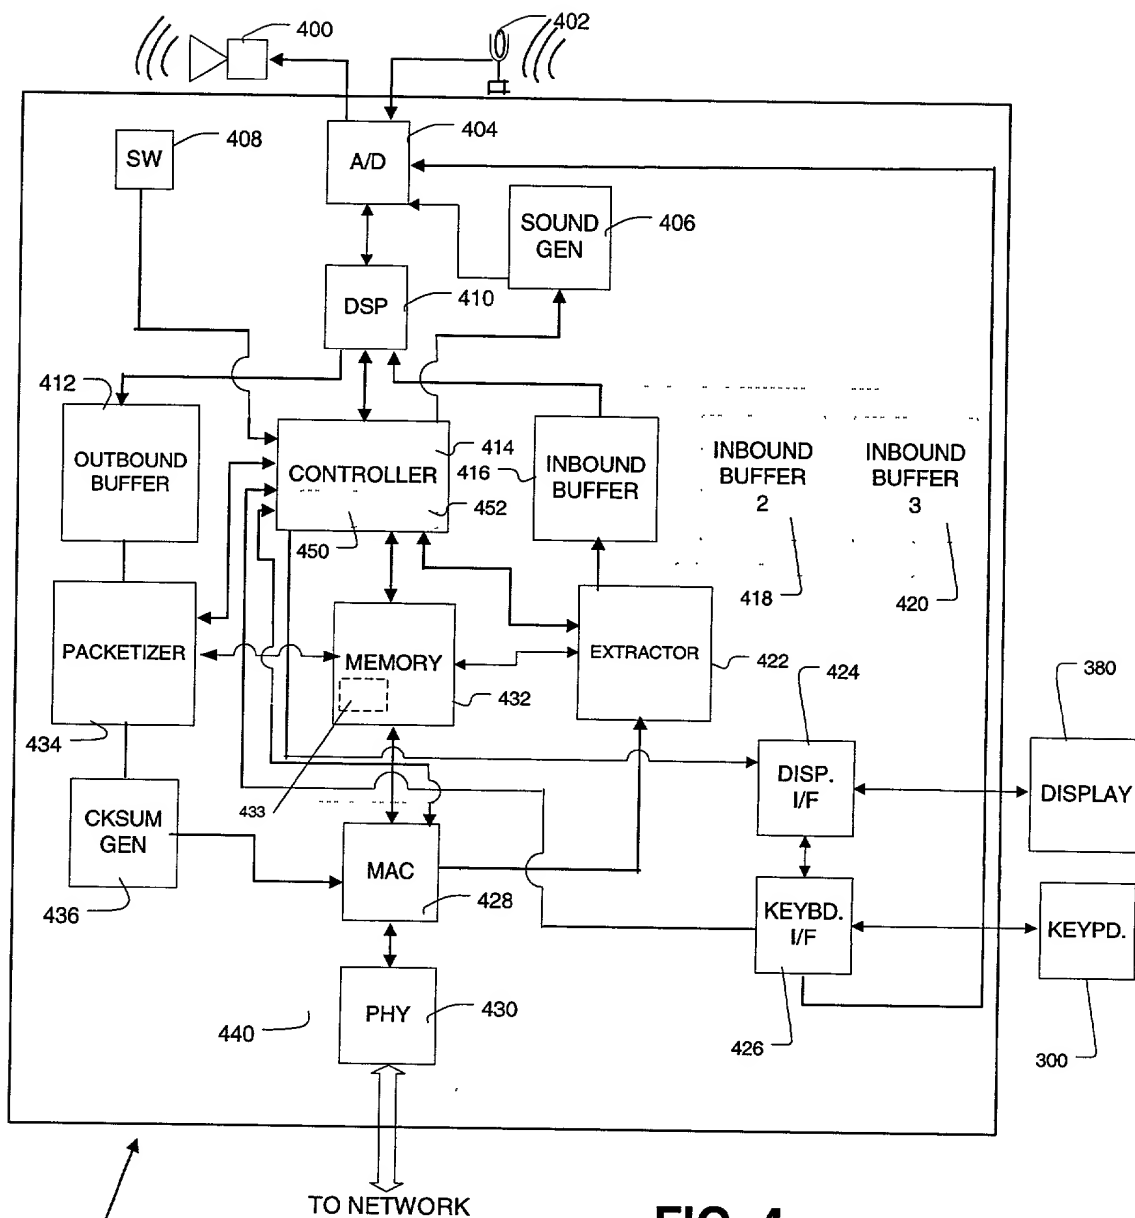 400
402
404
408
SW
A/D
SOUND
GEN
406
DSP
410
412
OUTBOUND
BUFFER
CONTROLLER
414
416
INBOUND
BUFFER
INBOUND
BUFFER
2
INBOUND
BUFFER
3
452
450
418
420
PACKETIZER
MEMORY
EXTRACTOR
422
424
380
432
434
433
DISP.
I/F
DISPLAY
CKSUM
GEN
MAC
428
436
KEYBD.
I/F
KEYPD.
PHY
430
440
426
300
TO NETWORK
FIG. 4